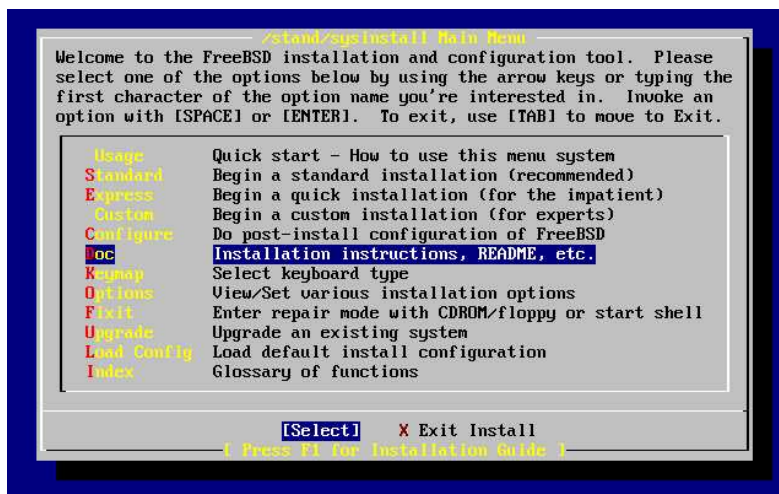 /stand/sysinstall Main Menu
Welcome to the FreeBSD installation and configuration tool.  Please
select one of the options below by using the arrow keys or typing the
first character of the option name you're interested in.  Invoke an
option with [SPACE] or [ENTER].  To exit, use [TAB] to move to Exit.
Usage Quick start - How to use this menu system
Standard Begin a standard installation (recommended)
Express Begin a quick installation (for the impatient)
Custom Begin a custom installation (for experts)
Configure Do post-install configuration of FreeBSD
Doc Installation instructions, README, etc.
Keymap Select keyboard type
Options View/Set various installation options
Fixit Enter repair mode with CDROM/floppy or start shell
Upgrade Upgrade an existing system
Load Config Load default install configuration
Index Glossary of functions
[Select] X Exit Install
[ Press F1 for Installation Guide ]